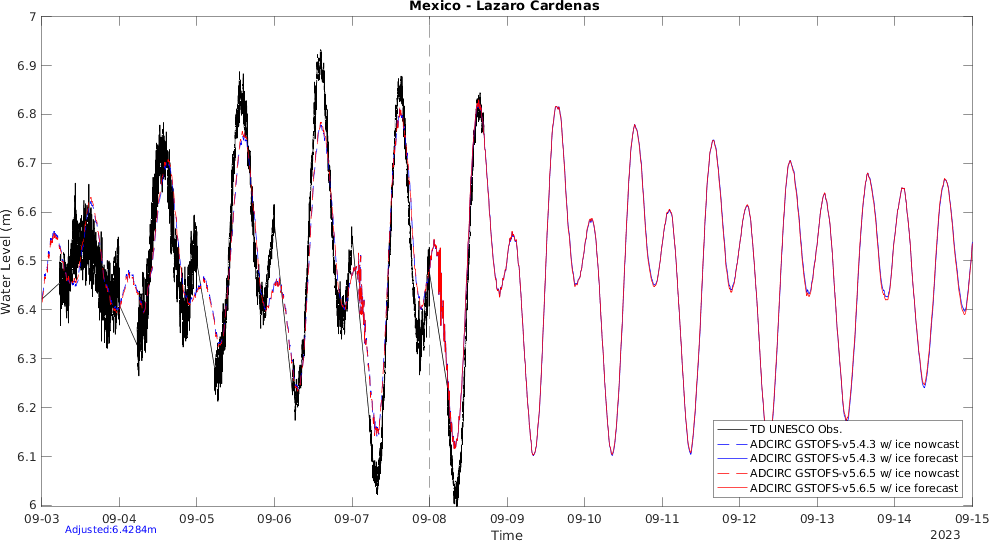 Mexico - Lazaro Cardenas
Water Level (m)
7
6.9
6.8
6.7
6.6
6.5
6.4
6.3
6.2
6.1
6
TD UNESCO Obs.
ADCIRC GSTOFS-v5.4.3 w/ ice nowcast
ADCIRC GSTOFS-v5.4.3 w/ ice forecast
ADCIRC GSTOFS-v5.6.5 w/ ice nowcast
ADCIRC GSTOFS-v5.6.5 w/ ice forecast
09-03 09-04 09-05 09-06 09-07 09-08 09-09 09-10 09-11 09-12 09-13 09-14 09-15
Adjusted:6.4284m
Time
2023